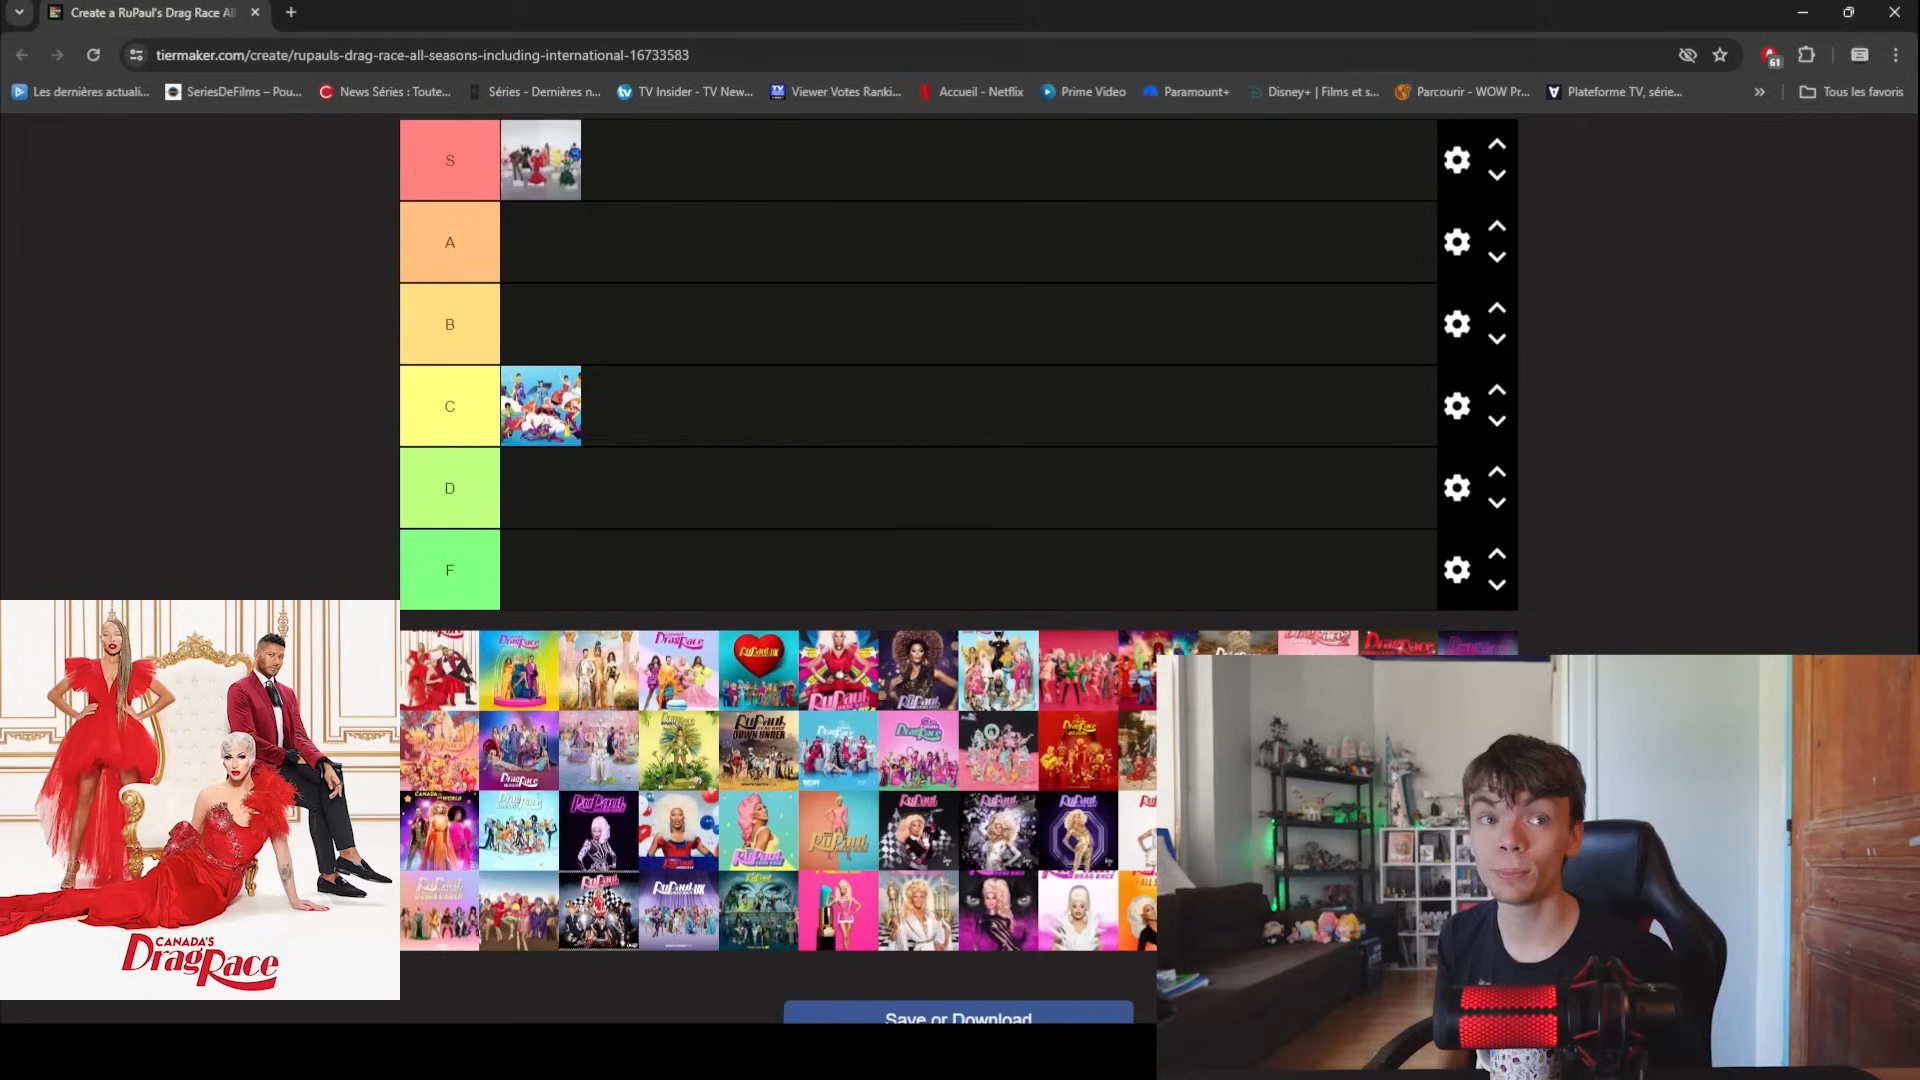 Create a RuPaul's Drag Race Al
tiermaker.com/create/rupauls-drag-race-all-seasons-including-international-16733583
61
Les dernières actuali...
SeriesDeFilms – Pou...
News Séries : Toute...
Séries - Dernières n...
TV Insider - TV New...
Viewer Votes Ranki...
Accueil - Netflix
Prime Video
Paramount+
Disney+ | Films et s...
Parcourir - WOW Pr...
Plateforme TV, série...
Tous les favoris
S
A
B
C
D
F
CANADA'S
DragRace
Save or Download